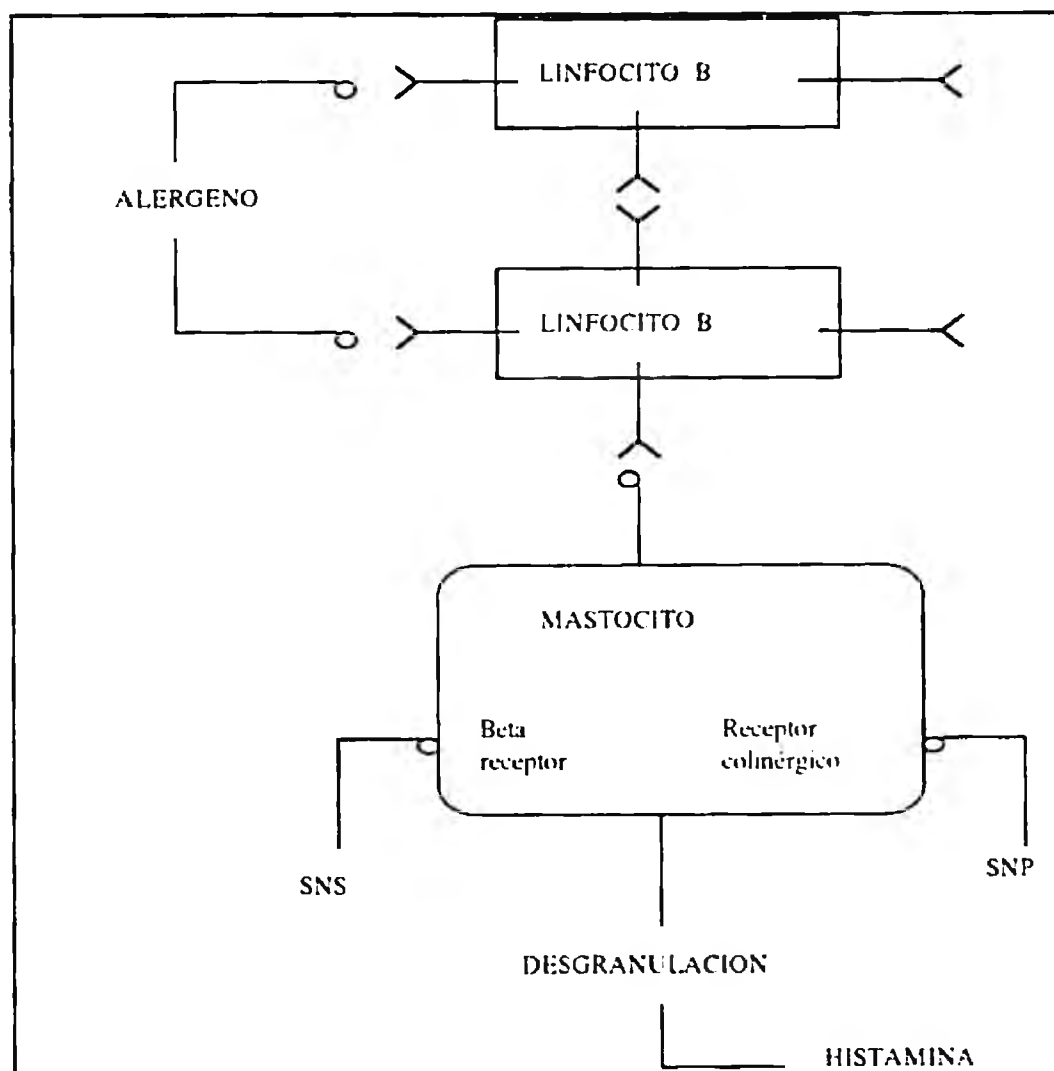 LINFOCITO B
ALERGENO
LINFOCITO B
MASTOCITO
Beta
receptor
Receptor
colinérgico
SNS
SNP
DESGRANULACION
HISTAMINA